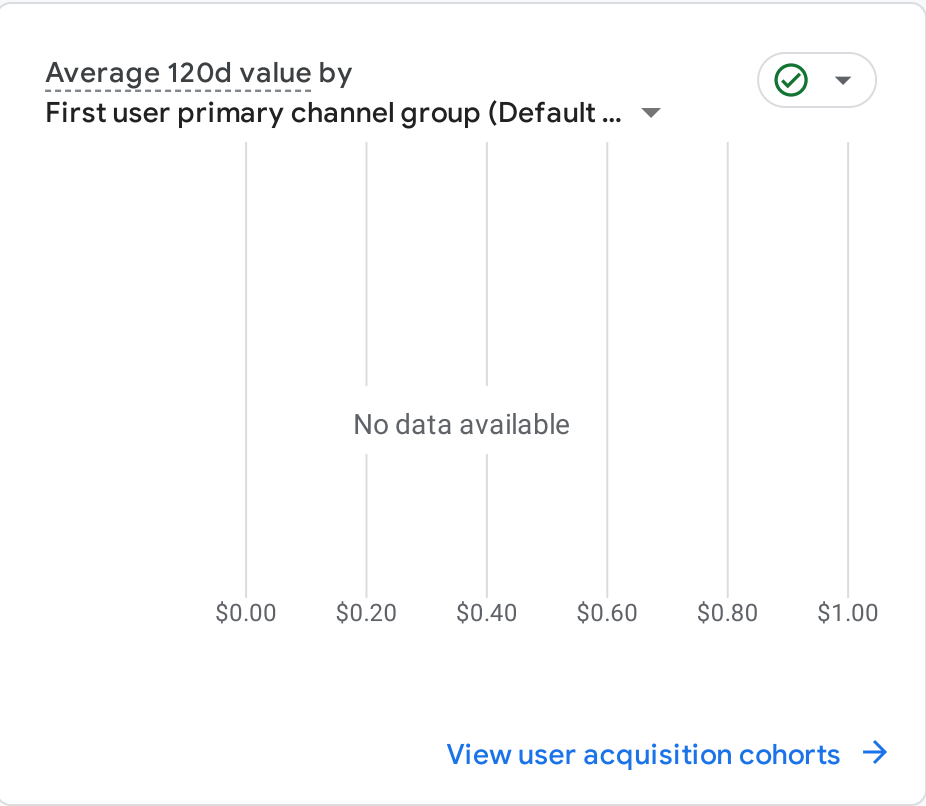 Average 120d value by
First user primary channel group (Default ...
No data available
$0.00 $0.20 $0.40 $0.60 $0.80 $1.00
View user acquisition cohorts